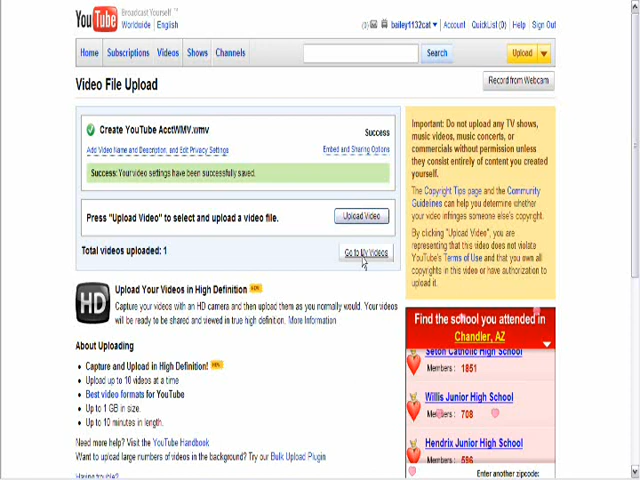 YouTube Broadcast Yourself™
Worldwide | English
(0) bailey1132cat ▼ | Account | QuickList (0) | Help | Sign Out
Home Subscriptions Videos Shows Channels Search Upload
Video File Upload
Record from Webcam
Create YouTube AcctWMV.wmv Success
Add Video Name and Description, and Edit Privacy Settings Embed and Sharing Options
Success: Your video settings have been successfully saved.
Press "Upload Video" to select and upload a video file. Upload Video
Total videos uploaded: 1 Go to My Videos
Important: Do not upload any TV shows,
music videos, music concerts, or
commercials without permission unless
they consist entirely of content you created
yourself.
The Copyright Tips page and the Community
Guidelines can help you determine whether
your video infringes someone else's copyright.
By clicking "Upload Video", you are
representing that this video does not violate
YouTube's Terms of Use and that you own all
copyrights in this video or have authorization to
upload it.
HD
Upload Your Videos in High Definition NEW
Capture your videos with an HD camera and then upload them as you normally would. Your videos
will be ready to be shared and viewed in true high definition. More Information
About Uploading
• Capture and Upload in High Definition! NEW
• Upload up to 10 videos at a time
• Best video formats for YouTube
• Up to 1 GB in size.
• Up to 10 minutes in length.
Need more help? Visit the YouTube Handbook
Want to upload large numbers of videos in the background? Try our Bulk Upload Plugin
Having trouble?
Find the school you attended in
Chandler, AZ
Seton Catholic High School
Members: 1851
Willis Junior High School
Members: 708
Hendrix Junior High School
Members: 556
Enter another zipcode: